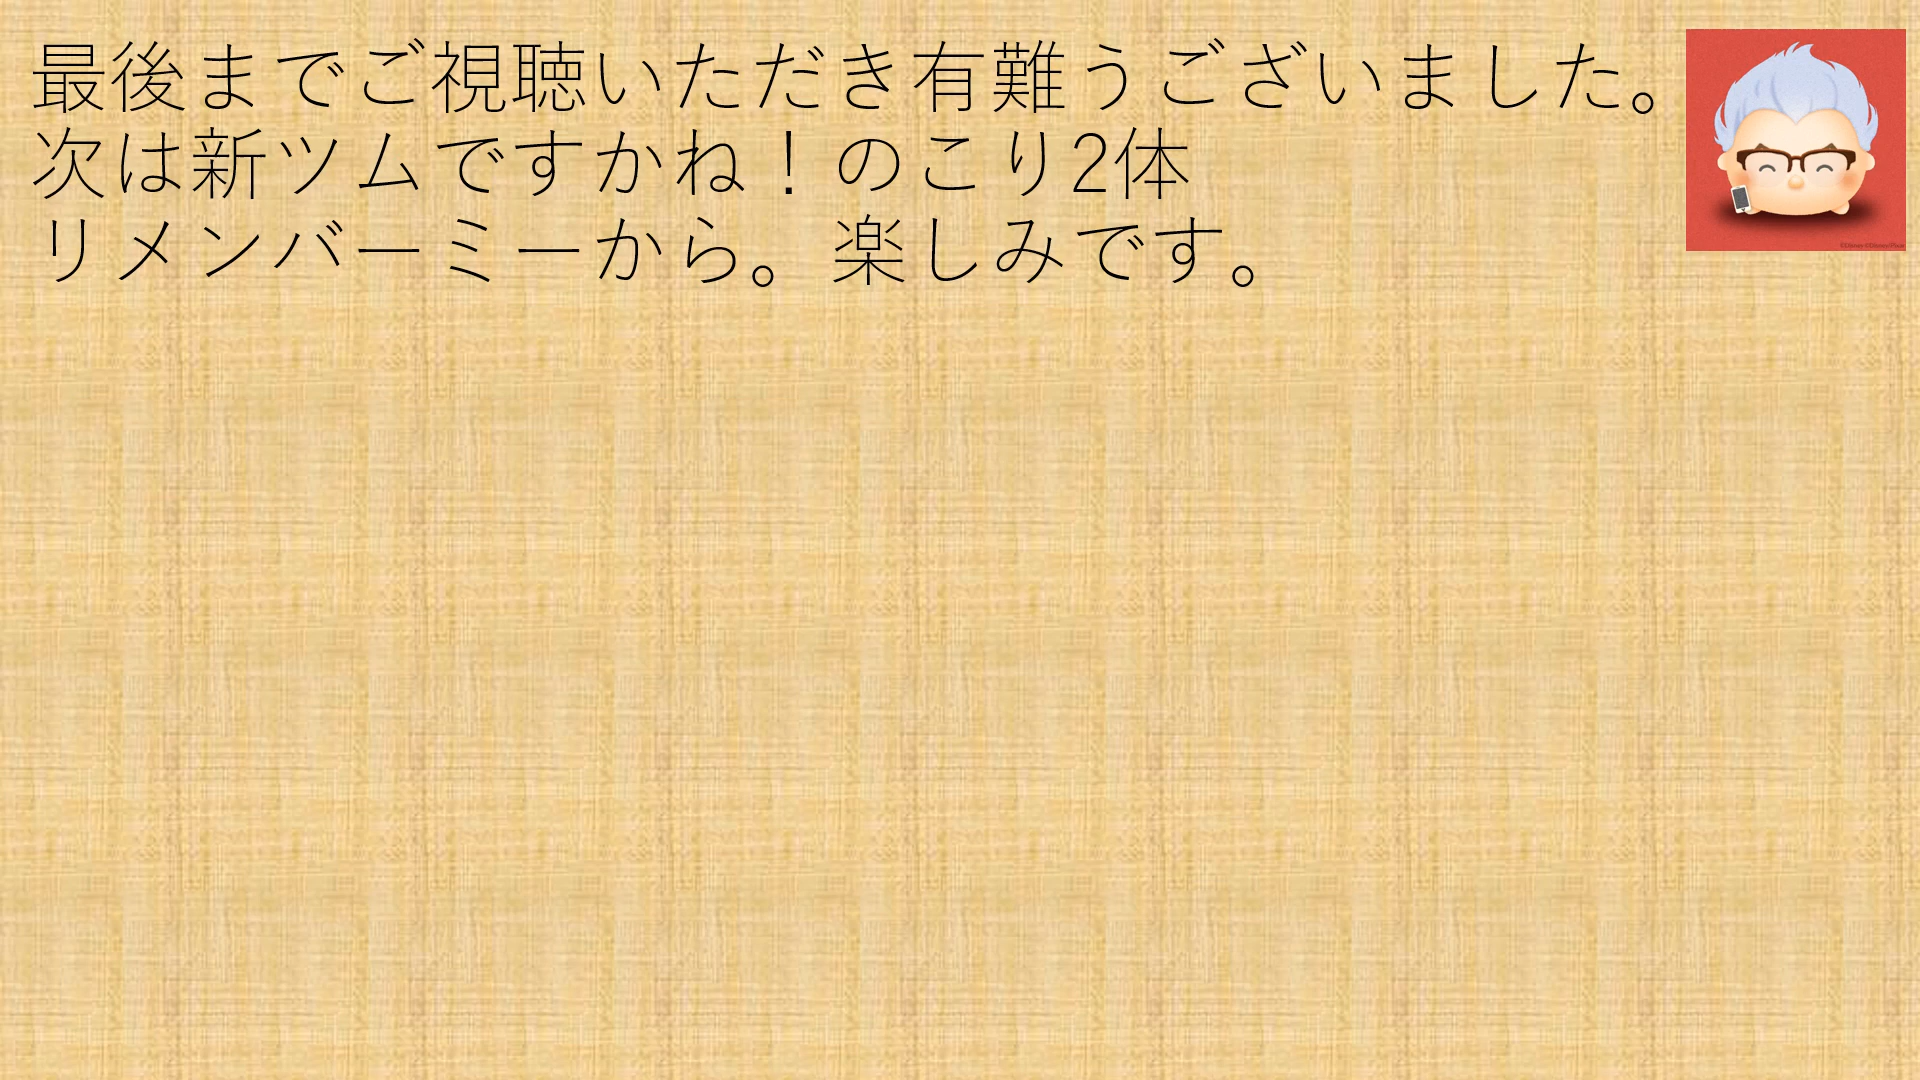 最後までご視聴いただき有難うございました。
次は新ツムですかね！のこり2体
リメンバーミーから。楽しみです。